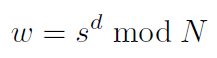 w = s^d mod N